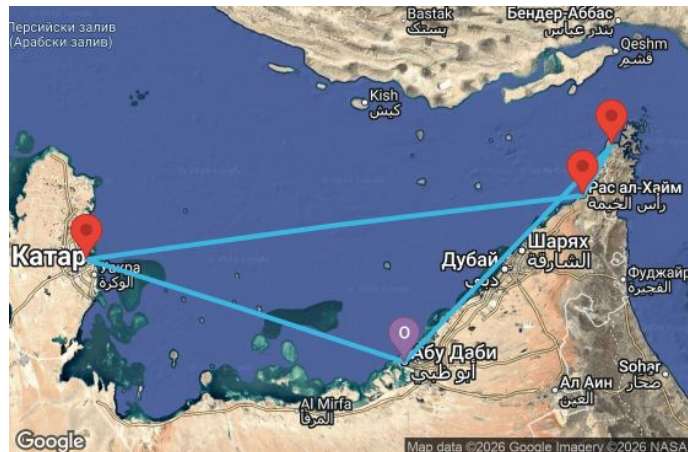 Персийски залив
(Арабски залив)
Bastak
بستک
Бендер-Аббас
بندر عباس
Qeshm
قشم
Kish
کیش
Рас ал-Хайм
رأس الخيمة
Катар
الوكرة
Шарях
الشارقة
Дубай
دبي
Фуджайр
الفجيرة
O
Абу Даби
أبو ظبي
Sohar
صحار
Ал Аин
العين
Al Mirfa
المرفأ
Google
Map data ©2026 Google Imagery ©2026 NASA